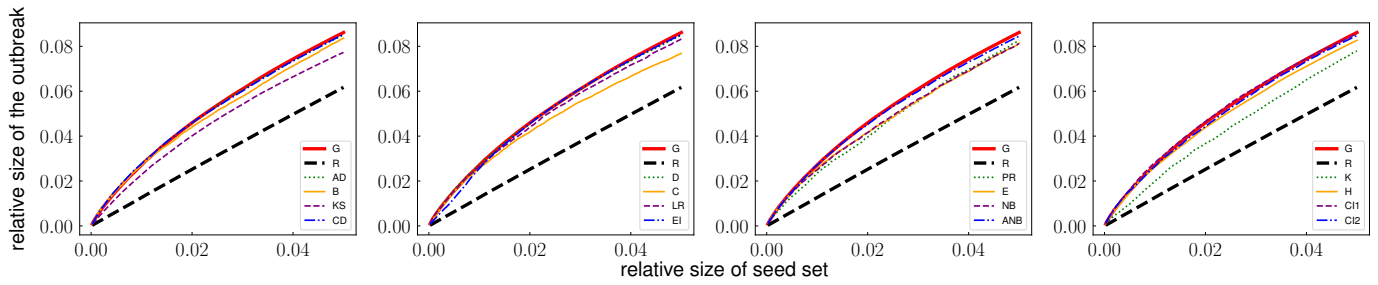 relative size of the outbreak
0.08
0.06
0.04
0.02
0.00
0.00 0.02 0.04
G
R
AD
B
KS
CD
0.08
0.06
0.04
0.02
0.00
0.00 0.02 0.04
G
R
D
C
LR
EI
0.08
0.06
0.04
0.02
0.00
0.00 0.02 0.04
G
R
PR
E
NB
ANB
0.08
0.06
0.04
0.02
0.00
0.00 0.02 0.04
G
R
K
H
CI1
CI2
relative size of seed set